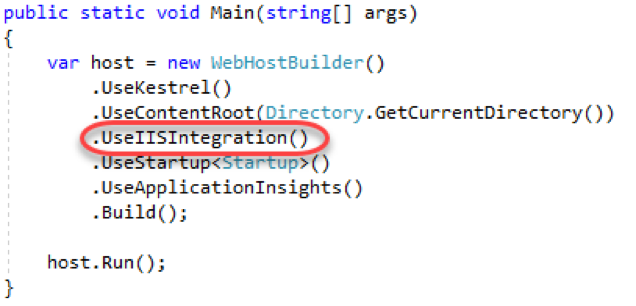 public static void Main(string[] args)
{
    var host = new WebHostBuilder()
        .UseKestrel()
        .UseContentRoot(Directory.GetCurrentDirectory())
        .UseIISIntegration()
        .UseStartup<Startup>()
        .UseApplicationInsights()
        .Build();

    host.Run();
}